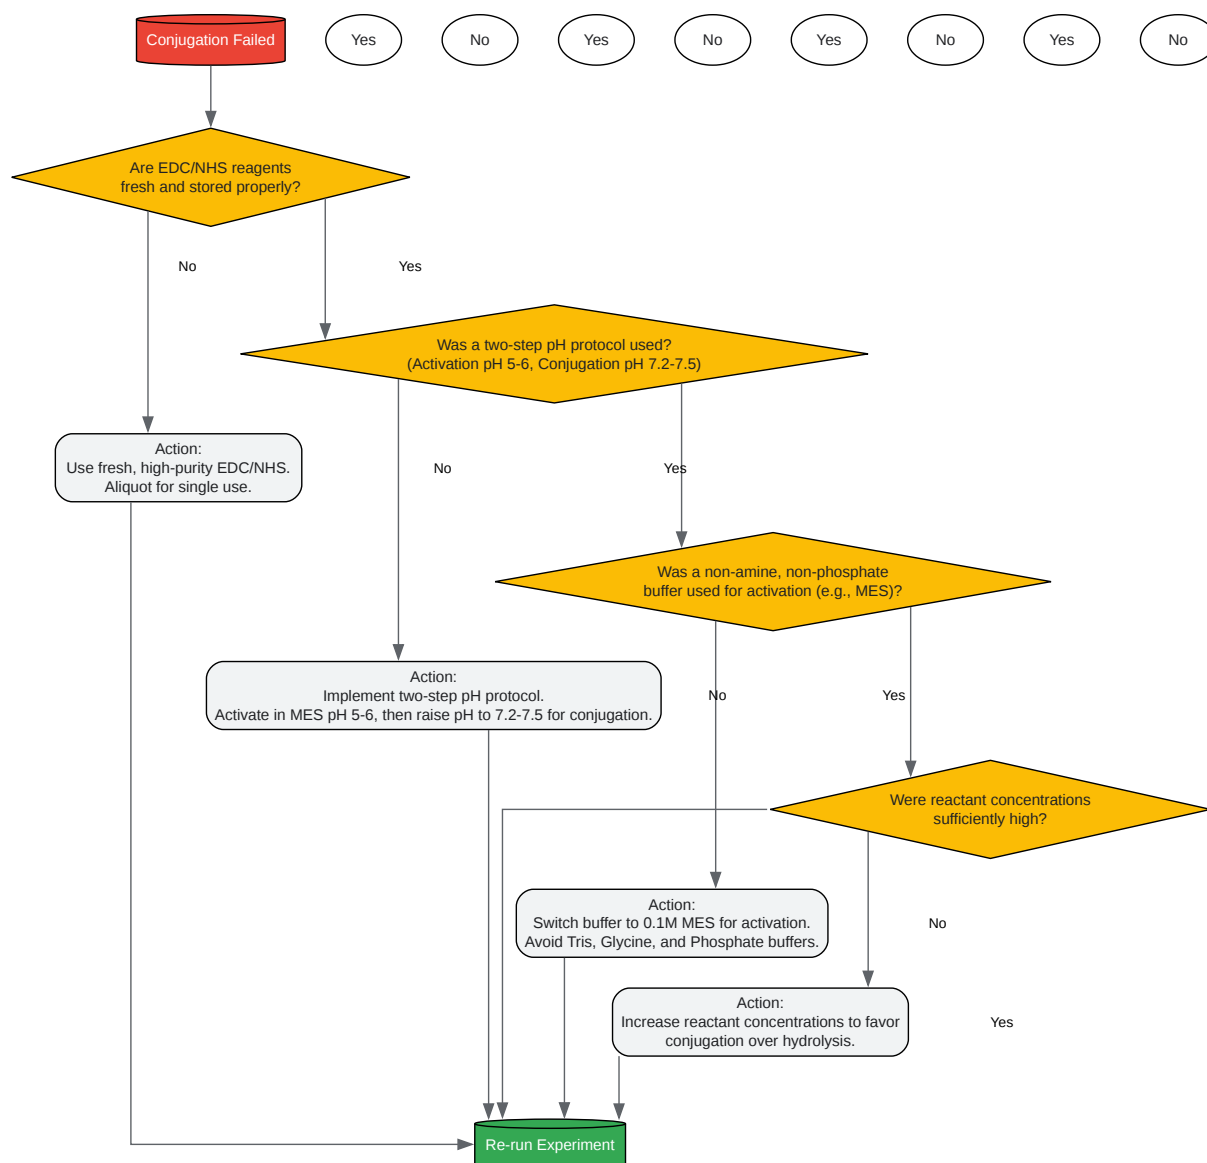 Conjugation Failed
Yes
No
Yes
No
Yes
No
Yes
No
Are EDC/NHS reagents
fresh and stored properly?
No
Yes
Was a two-step pH protocol used?
(Activation pH 5-6, Conjugation pH 7.2-7.5)
Action:
Use fresh, high-purity EDC/NHS.
Aliquot for single use.
No
Yes
Was a non-amine, non-phosphate
buffer used for activation (e.g., MES)?
Action:
Implement two-step pH protocol.
Activate in MES pH 5-6, then raise pH to 7.2-7.5 for conjugation.
No
Yes
Were reactant concentrations
sufficiently high?
Action:
Switch buffer to 0.1M MES for activation.
Avoid Tris, Glycine, and Phosphate buffers.
No
Action:
Increase reactant concentrations to favor
conjugation over hydrolysis.
Yes
Re-run Experiment